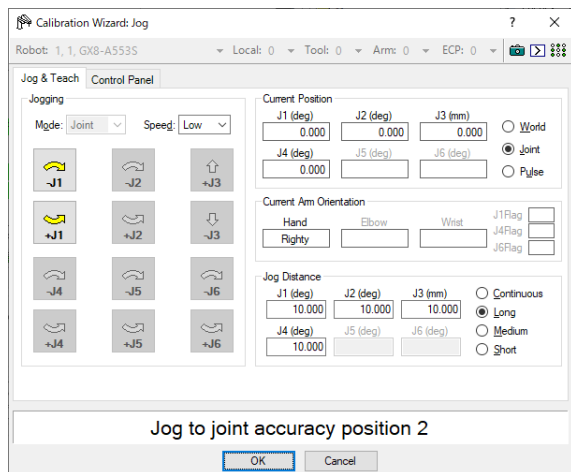 Calibration Wizard: Jog
Robot: 1, 1, GX8-A553S Local: 0 Tool: 0 Arm: 0 ECP: 0
Jog & Teach Control Panel
Jogging
Mode: Joint Speed: Low
-J1 -J2 +J3
+J1 +J2 -J3
-J4 -J5 -J6
+J4 +J5 +J6
Current Position
J1 (deg) J2 (deg) J3 (mm)
0.000 0.000 0.000
J4 (deg) J5 (deg) J6 (deg)
0.000
World
Joint
Pulse
Current Arm Orientation
Hand Elbow Wrist
Righty
J1Flag
J4Flag
J6Flag
Jog Distance
J1 (deg) J2 (deg) J3 (mm)
10.000 10.000 10.000
J4 (deg) J5 (deg) J6 (deg)
10.000
Continuous
Long
Medium
Short
Jog to joint accuracy position 2
OK Cancel